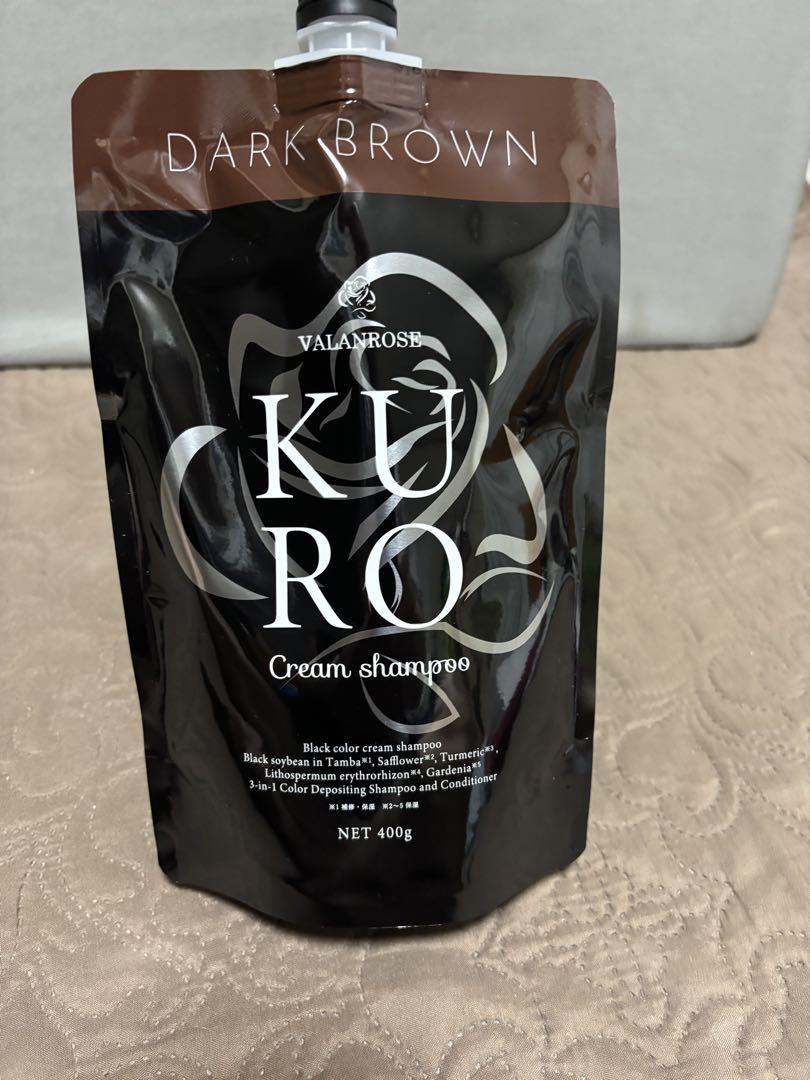 DARK BROWN
VALANROSE
KU
RO
Cream shampoo
Black color cream shampoo
Black soybean in Tamba※1, Safflower※2, Turmeric※3,
Lithospermum erythrorhizon※4, Gardenia※5
3-in-1 Color Depositing Shampoo and Conditioner
※1 補修・保湿 ※2〜5 保湿
NET 400g